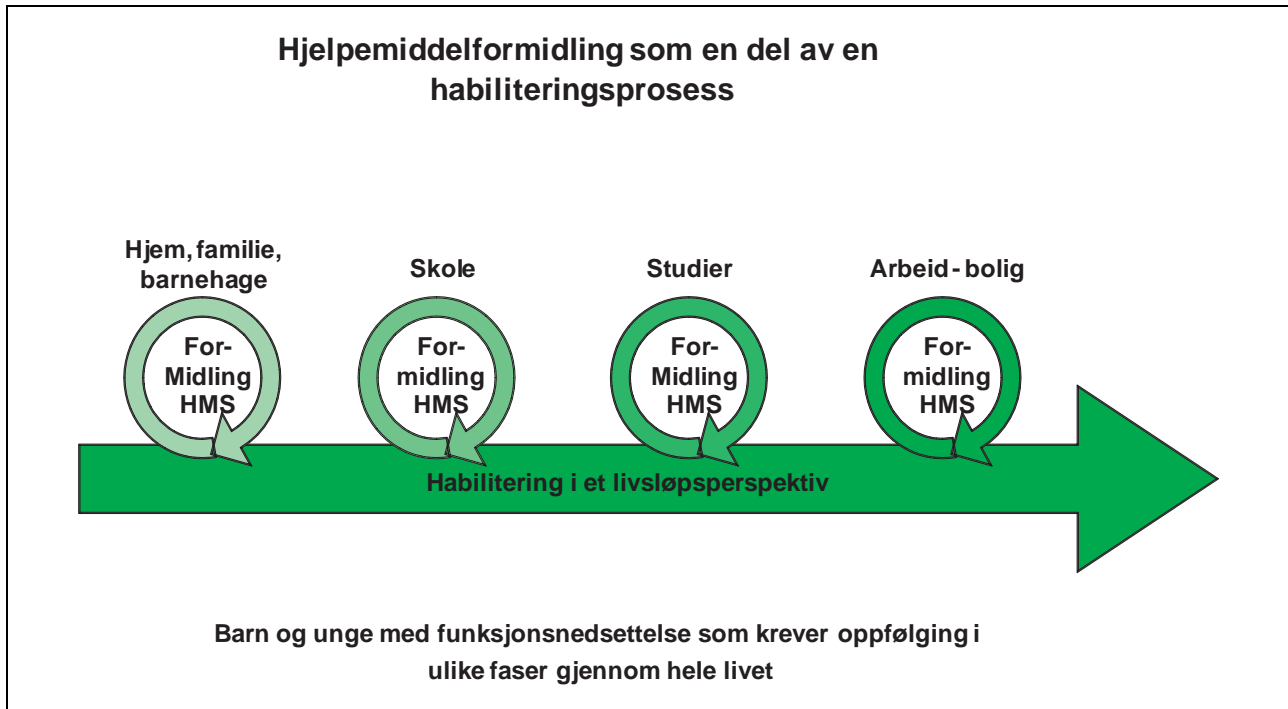 Hjelpemiddelformidling som en del av en
habiliteringsprosess
Hjem, familie,
barnehage
Skole
Studier
Arbeid - bolig
For-
Midling
HMS
For-
midling
HMS
For-
Midling
HMS
For-
midling
HMS
Habilitering i et livsløpsperspektiv
Barn og unge med funksjonsnedsettelse som krever oppfølging i
ulike faser gjennom hele livet